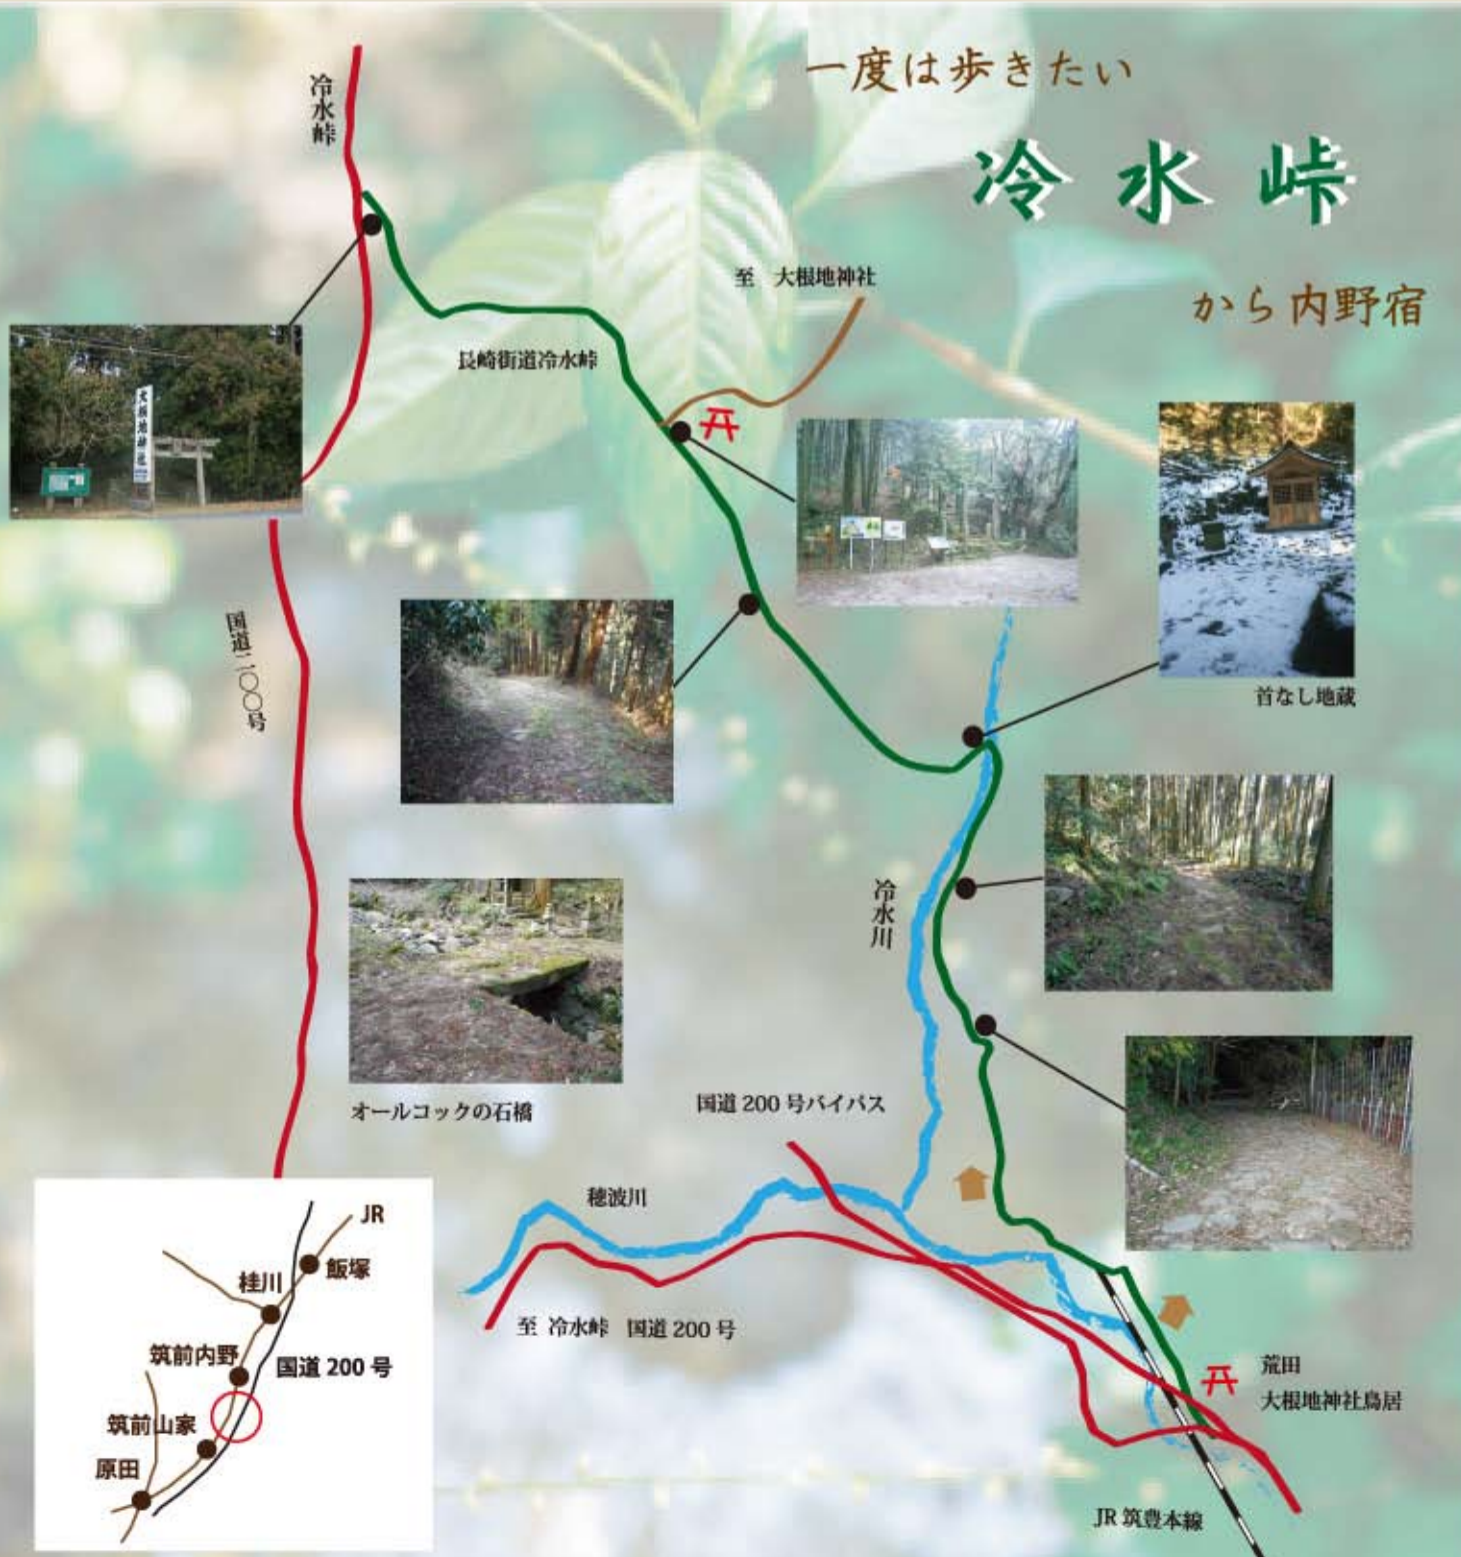 一度は歩きたい
冷水峠
から内野宿
冷水峠
至 大根地神社
長崎街道冷水峠
大根地神社
首なし地蔵
国道二〇〇号
冷水川
オールコックの石橋
国道200号バイパス
穂波川
至 冷水峠 国道200号
荒田
大根地神社鳥居
JR筑豊本線
JR
飯塚
桂川
筑前内野
国道200号
筑前山家
原田